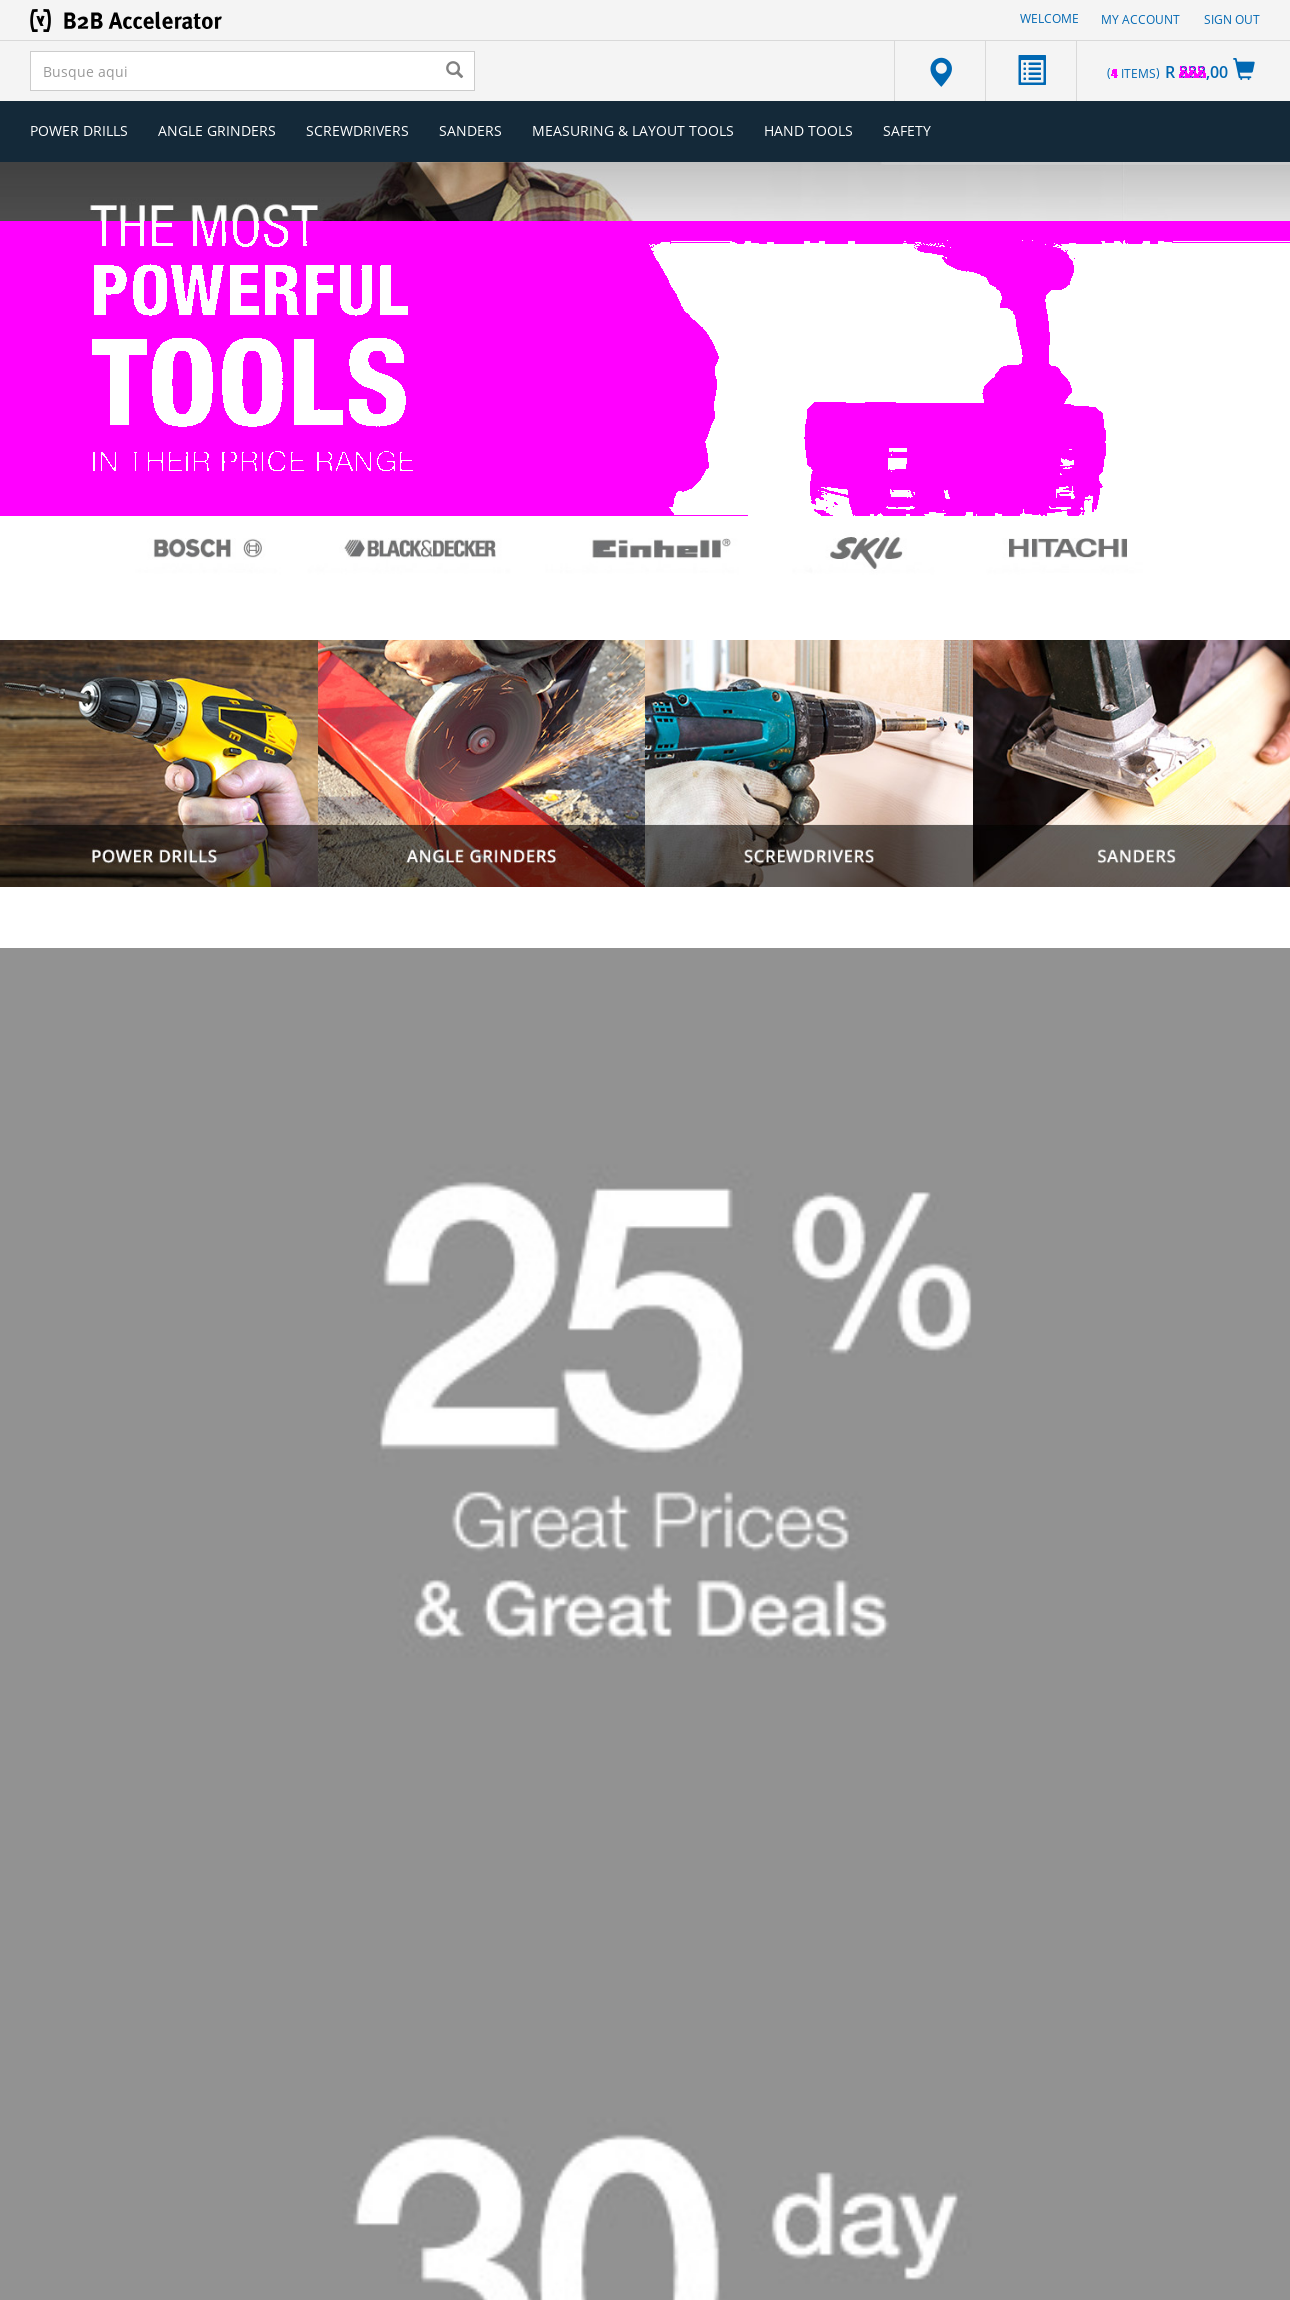 B2B Accelerator
WELCOME MY ACCOUNT SIGN OUT
Busque aqui
ITEMS) R ,00
POWER DRILLS ANGLE GRINDERS SCREWDRIVERS SANDERS MEASURING & LAYOUT TOOLS HAND TOOLS SAFETY
THE MOST
POWERFUL
TOOLS
IN THEIR PRICE RANGE
BOSCH BLACK&DECKER Einhell® SKIL HITACHI
POWER DRILLS ANGLE GRINDERS SCREWDRIVERS SANDERS
25 %
Great Prices
& Great Deals
30 day